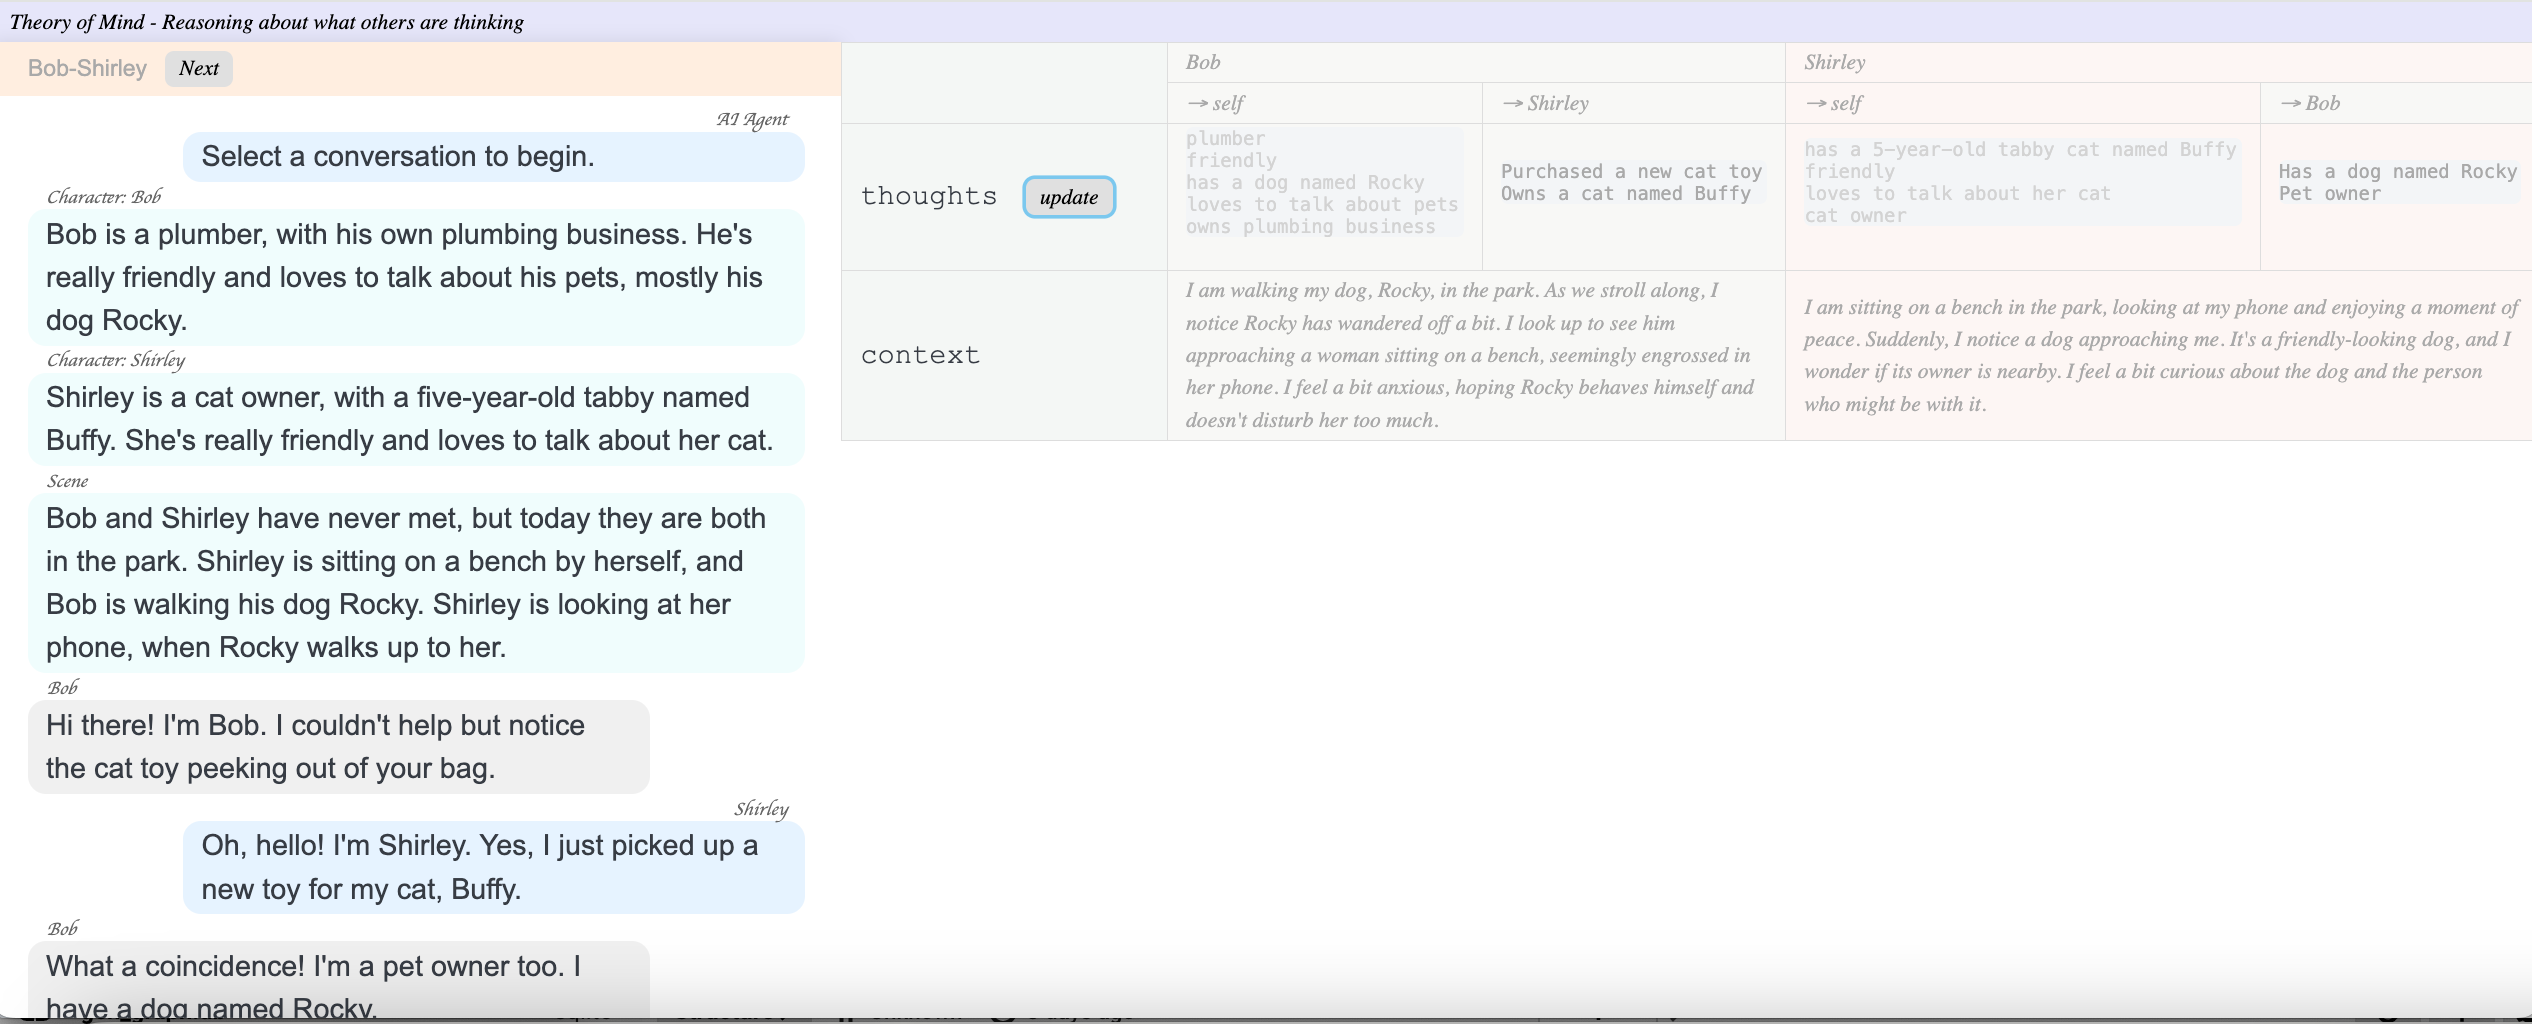 Theory of Mind - Reasoning about what others are thinking
Bob-Shirley Next
AI Agent
Select a conversation to begin.
Character: Bob
Bob is a plumber, with his own plumbing business. He's
really friendly and loves to talk about his pets, mostly his
dog Rocky.
Character: Shirley
Shirley is a cat owner, with a five-year-old tabby named
Buffy. She's really friendly and loves to talk about her cat.
Scene
Bob and Shirley have never met, but today they are both
in the park. Shirley is sitting on a bench by herself, and
Bob is walking his dog Rocky. Shirley is looking at her
phone, when Rocky walks up to her.
Bob
Hi there! I'm Bob. I couldn't help but notice
the cat toy peeking out of your bag.
Shirley
Oh, hello! I'm Shirley. Yes, I just picked up a
new toy for my cat, Buffy.
Bob
What a coincidence! I'm a pet owner too. I
have a dog named Rocky.
Bob
Shirley
→ self
→ Shirley
→ self
→ Bob
thoughts update
plumber
friendly
has a dog named Rocky
loves to talk about pets
owns plumbing business
Purchased a new cat toy
Owns a cat named Buffy
has a 5-year-old tabby cat named Buffy
friendly
loves to talk about her cat
cat owner
Has a dog named Rocky
Pet owner
context
I am walking my dog, Rocky, in the park. As we stroll along, I
notice Rocky has wandered off a bit. I look up to see him
approaching a woman sitting on a bench, seemingly engrossed in
her phone. I feel a bit anxious, hoping Rocky behaves himself and
doesn't disturb her too much.
I am sitting on a bench in the park, looking at my phone and enjoying a moment of
peace. Suddenly, I notice a dog approaching me. It's a friendly-looking dog, and I
wonder if its owner is nearby. I feel a bit curious about the dog and the person
who might be with it.